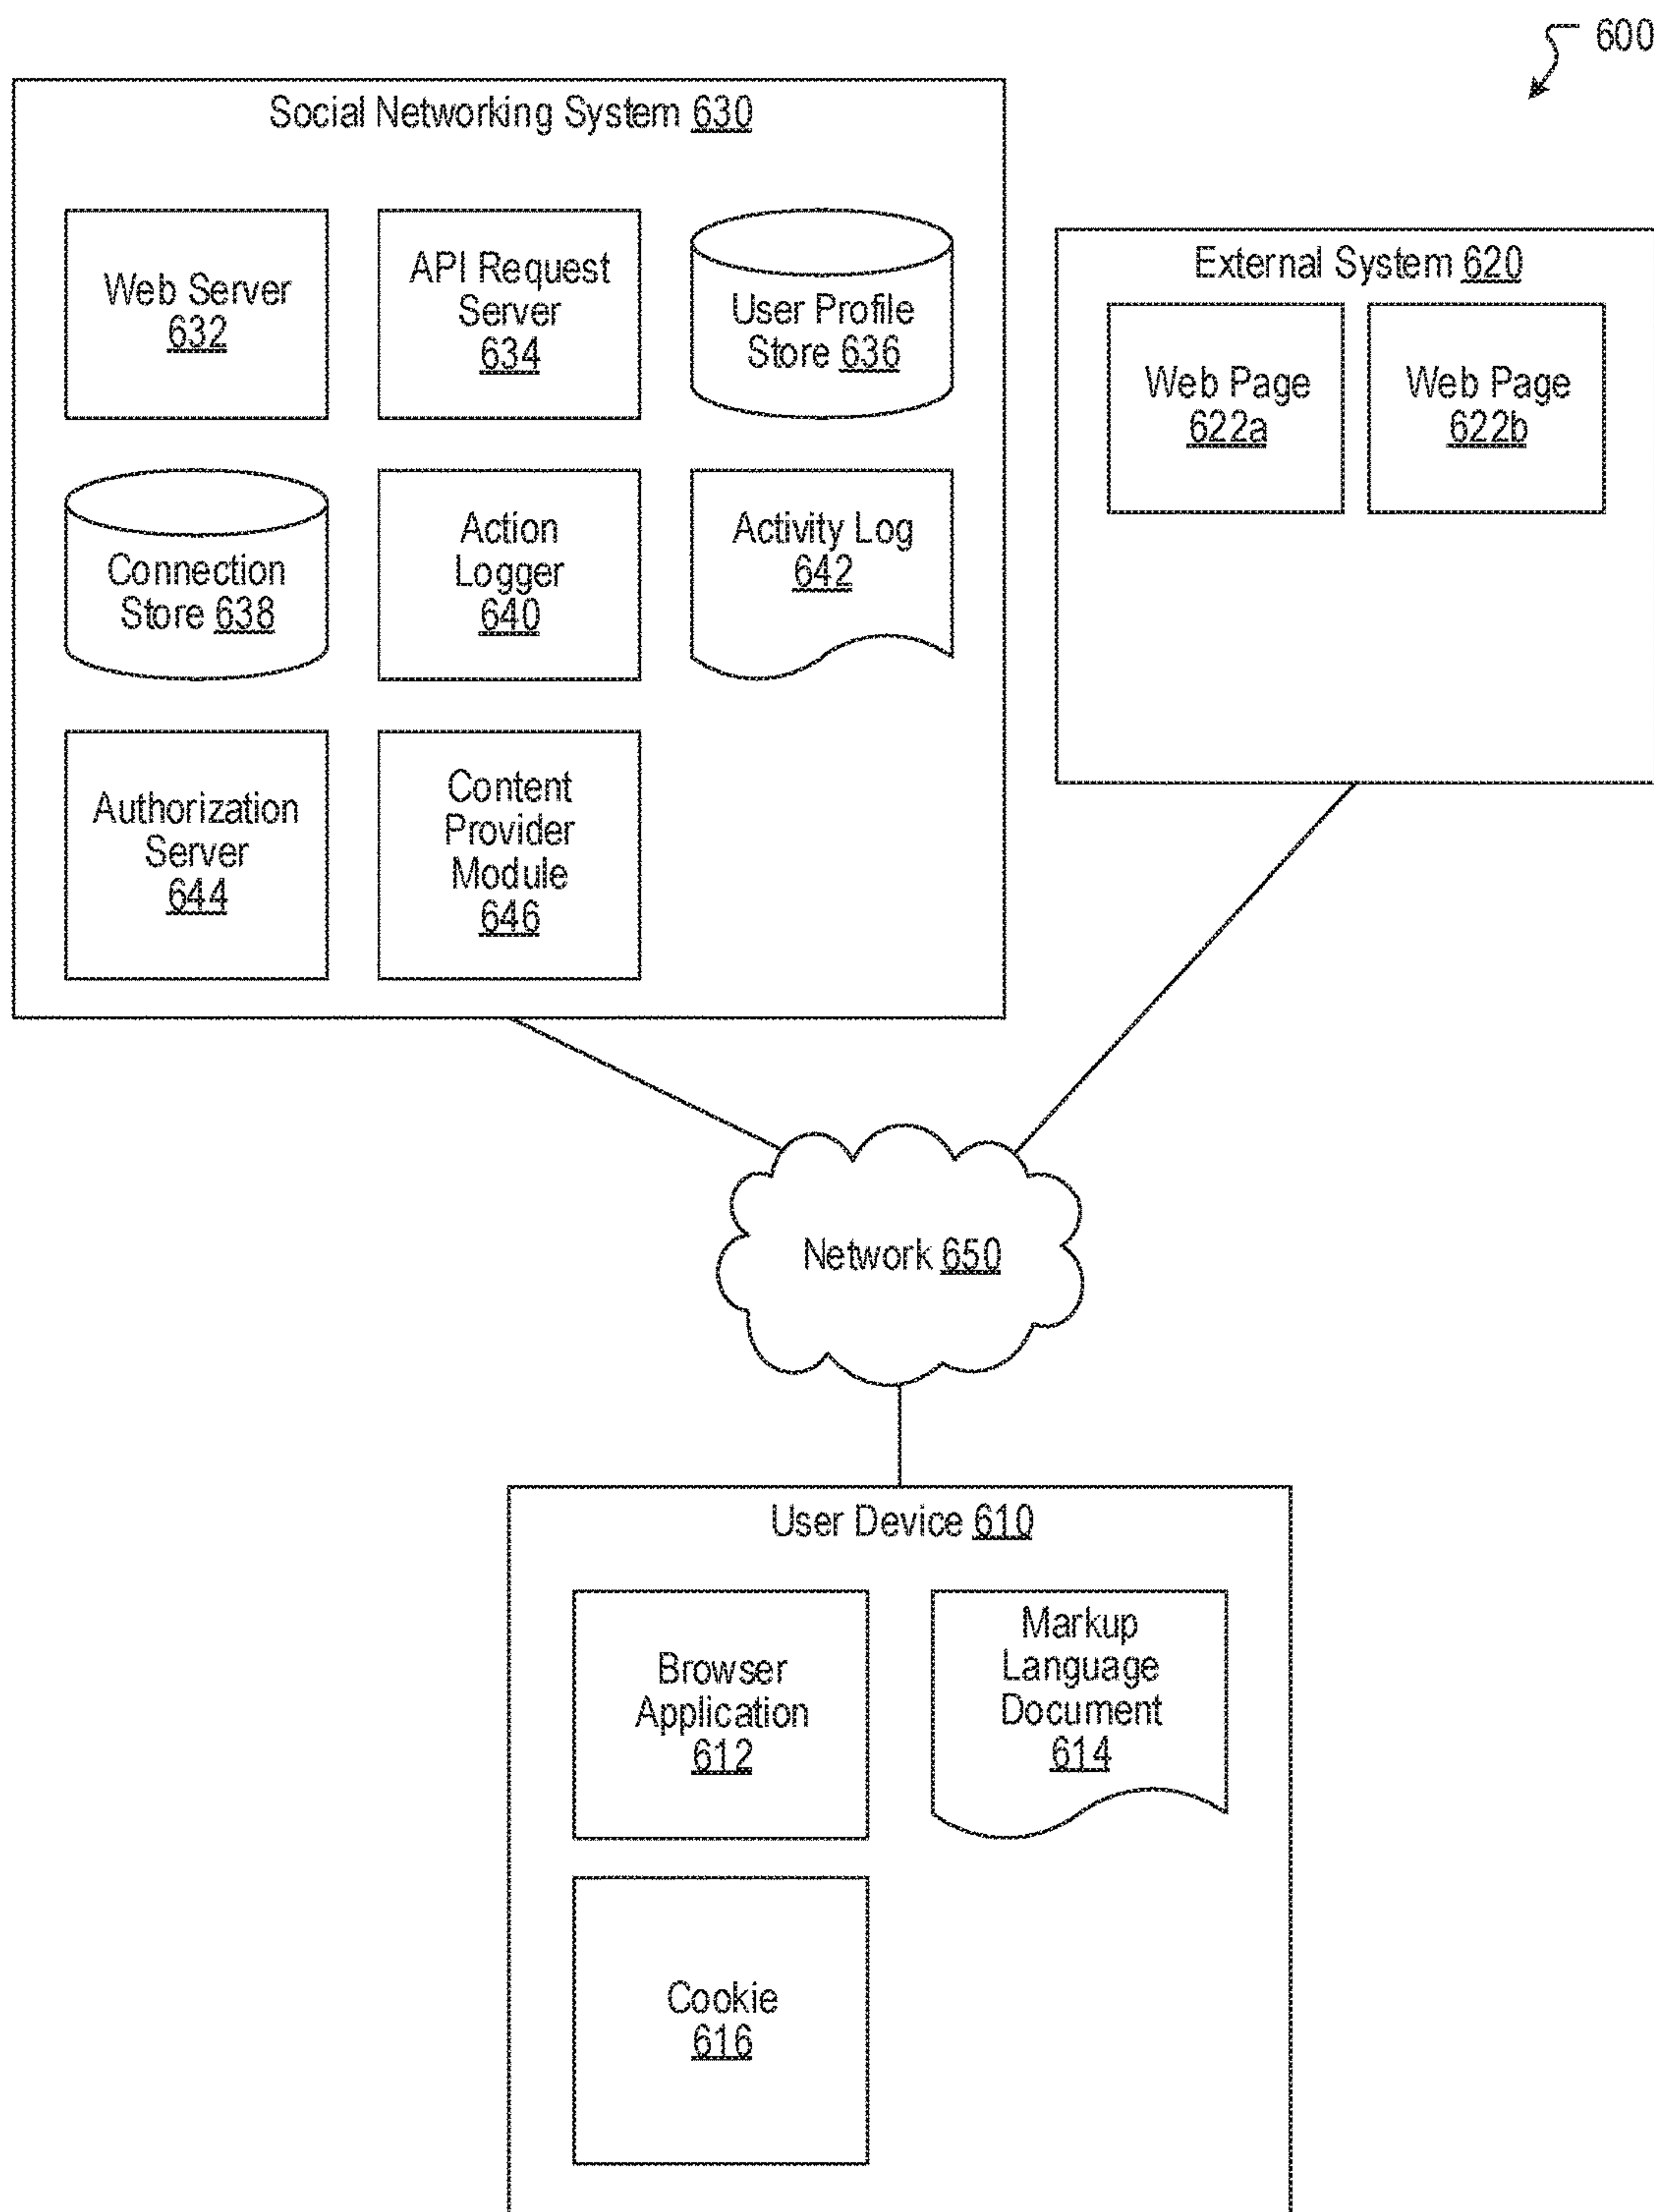 600
Social Networking System 630
Web Server
632
API Request
Server
634
User Profile
Store 636
Connection
Store 638
Action
Logger
640
Activity Log
642
Authorization
Server
644
Content
Provider
Module
646
External System 620
Web Page
622a
Web Page
622b
Network 650
User Device 610
Browser
Application
612
Markup
Language
Document
614
Cookie
616